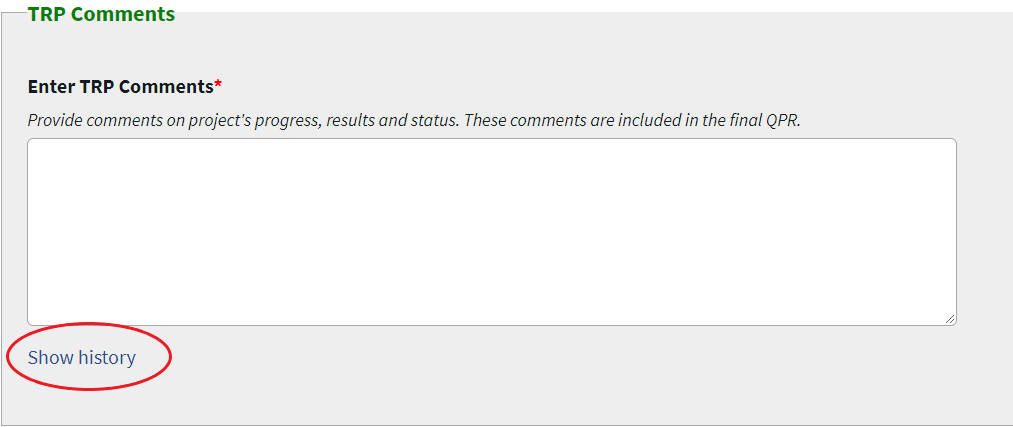 TRP Comments
Enter TRP Comments*
Provide comments on project's progress, results and status. These comments are included in the final QPR.
Show history